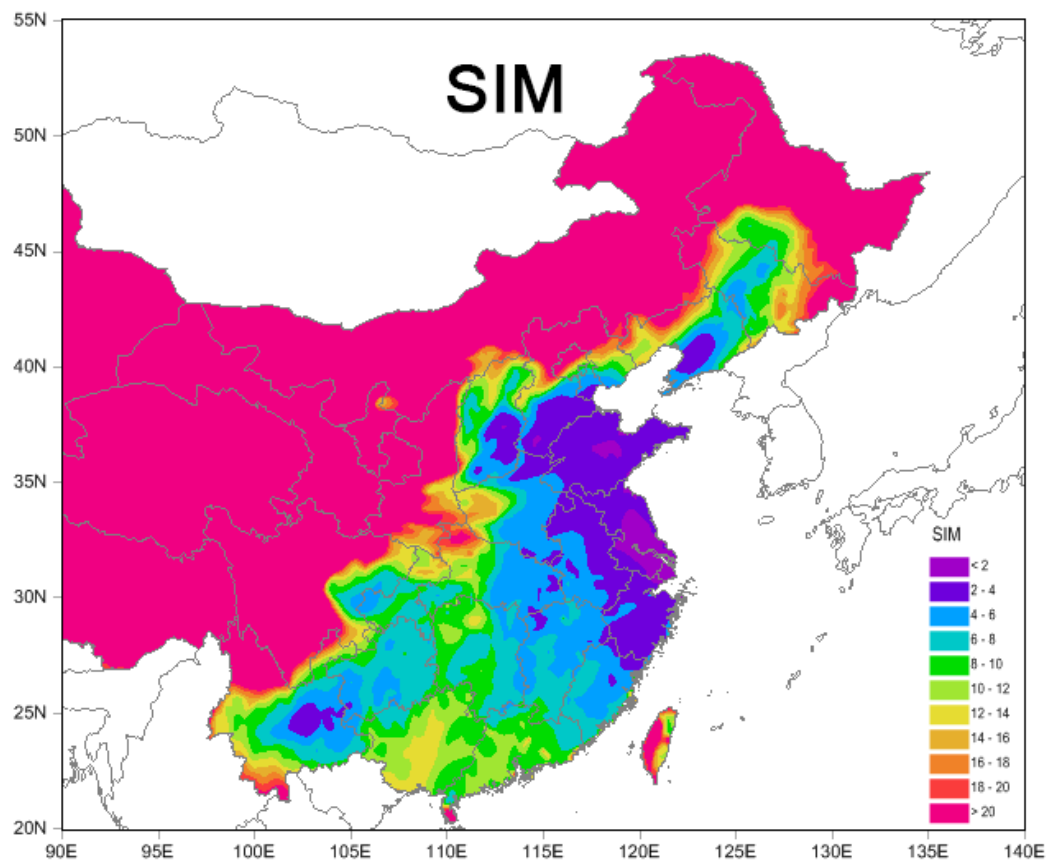 55N
SIM
50N
45N
40N
35N
SIM
< 2
30N
2 - 4
4 - 6
6 - 8
8 - 10
10 - 12
25N
12 - 14
14 - 16
16 - 18
18 - 20
> 20
20N
90E 95E 100E 105E 110E 115E 120E 125E 130E 135E 140E